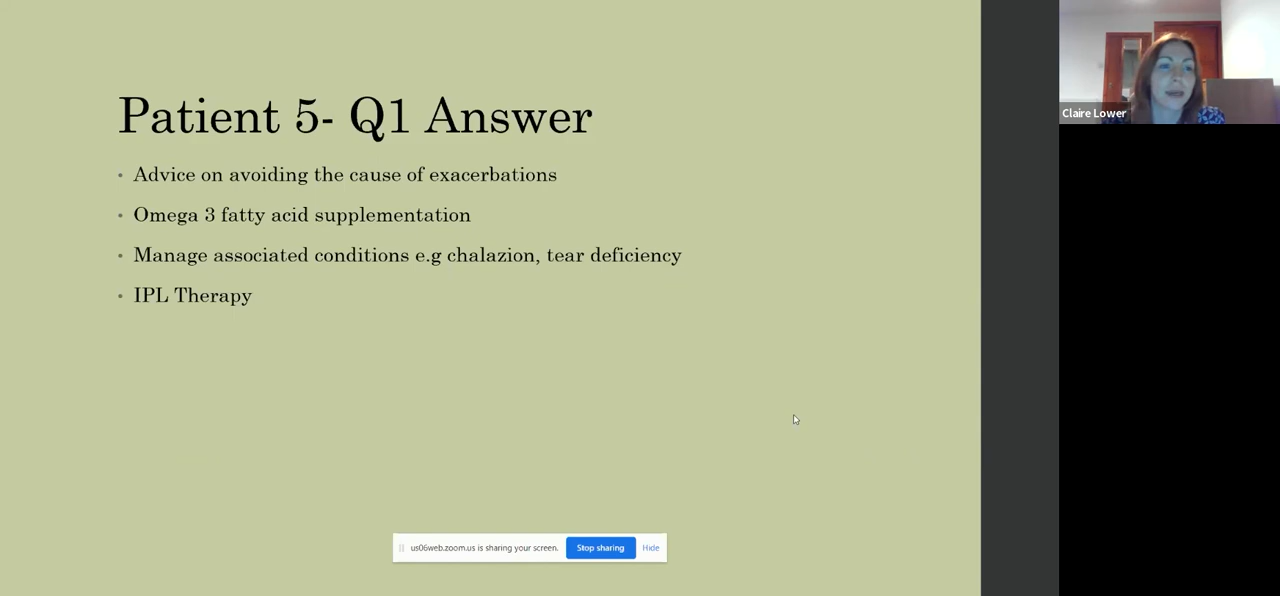 Patient 5- Q1 Answer
• Advice on avoiding the cause of exacerbations
• Omega 3 fatty acid supplementation
• Manage associated conditions e.g chalazion, tear deficiency
• IPL Therapy
Claire Lower
us06web.zoom.us is sharing your screen. Stop sharing Hide